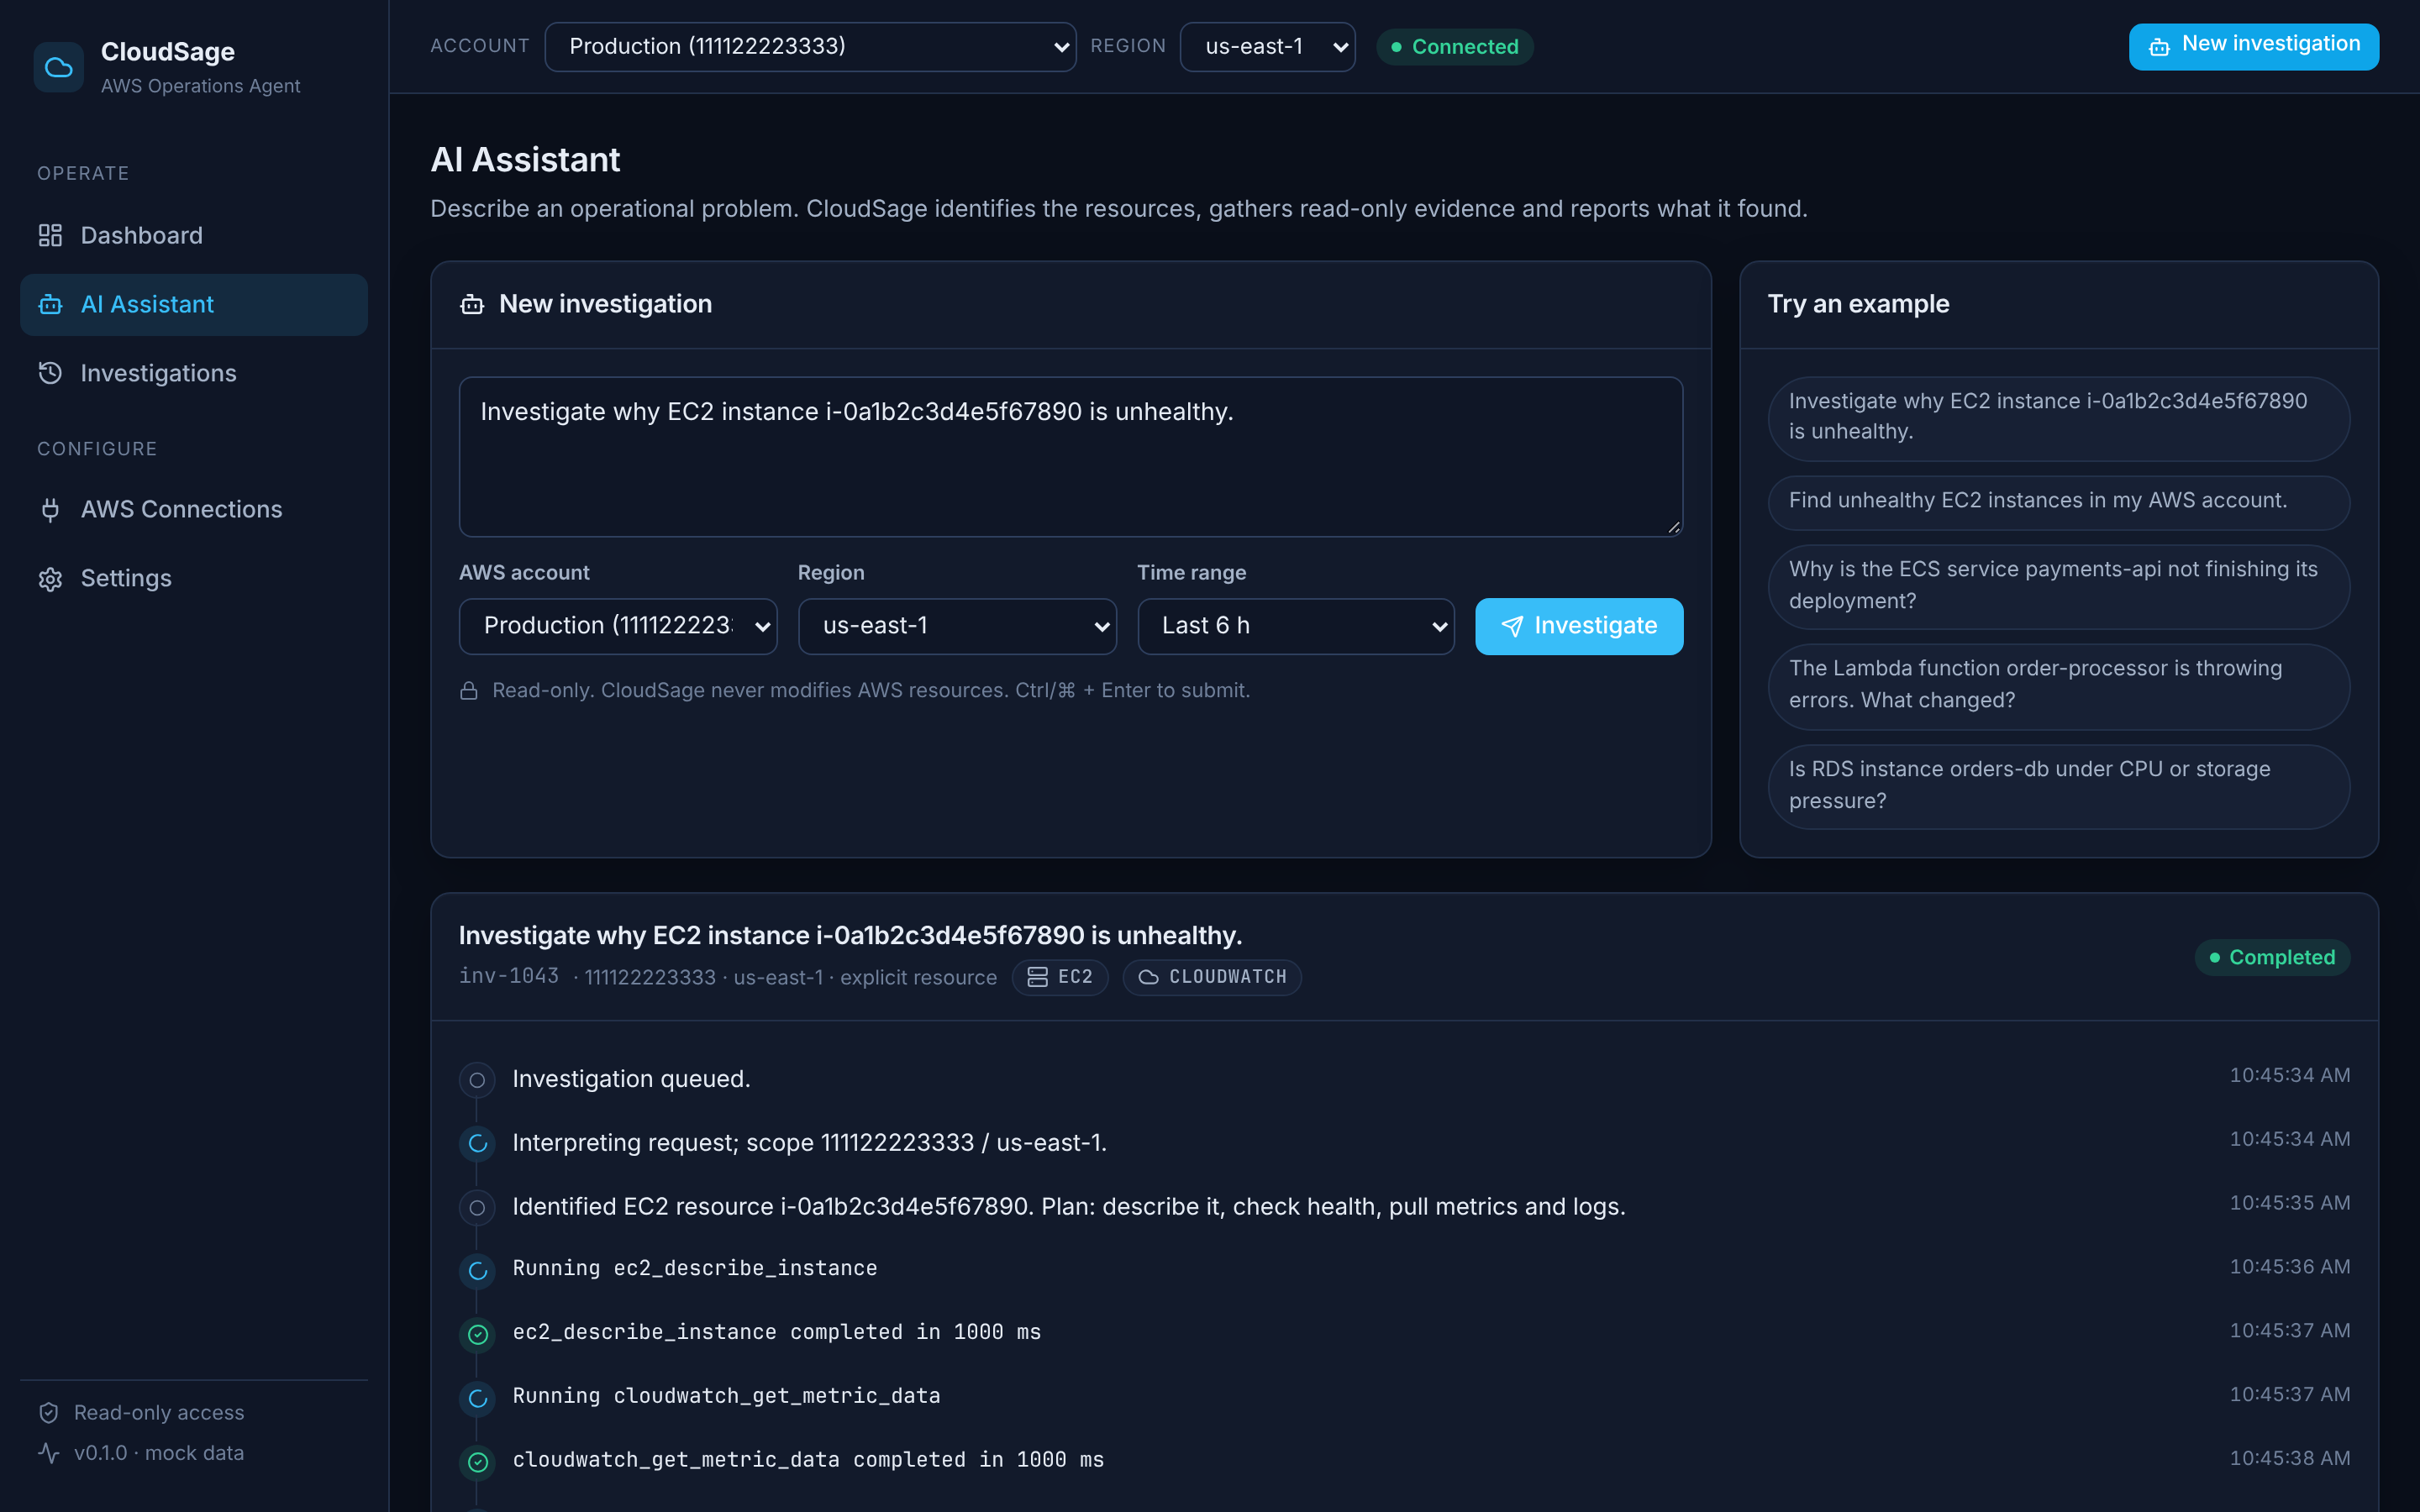 CloudSage
AWS Operations Agent
OPERATE
Dashboard
AI Assistant
Investigations
CONFIGURE
AWS Connections
Settings
Read-only access
v0.1.0 · mock data
ACCOUNT
Production (111122223333)
REGION
us-east-1
Connected
New investigation
AI Assistant
Describe an operational problem. CloudSage identifies the resources, gathers read-only evidence and reports what it found.
New investigation
Investigate why EC2 instance i-0a1b2c3d4e5f67890 is unhealthy.
AWS account
Region
Time range
Production (111122223
us-east-1
Last 6 h
Investigate
Read-only. CloudSage never modifies AWS resources. Ctrl/⌘ + Enter to submit.
Try an example
Investigate why EC2 instance i-0a1b2c3d4e5f67890
is unhealthy.
Find unhealthy EC2 instances in my AWS account.
Why is the ECS service payments-api not finishing its
deployment?
The Lambda function order-processor is throwing
errors. What changed?
Is RDS instance orders-db under CPU or storage
pressure?
Investigate why EC2 instance i-0a1b2c3d4e5f67890 is unhealthy.
inv-1043 · 111122223333 · us-east-1 · explicit resource EC2 CLOUDWATCH
Completed
Investigation queued. 10:45:34 AM
Interpreting request; scope 111122223333 / us-east-1. 10:45:34 AM
Identified EC2 resource i-0a1b2c3d4e5f67890. Plan: describe it, check health, pull metrics and logs. 10:45:35 AM
Running ec2_describe_instance 10:45:36 AM
ec2_describe_instance completed in 1000 ms 10:45:37 AM
Running cloudwatch_get_metric_data 10:45:37 AM
cloudwatch_get_metric_data completed in 1000 ms 10:45:38 AM